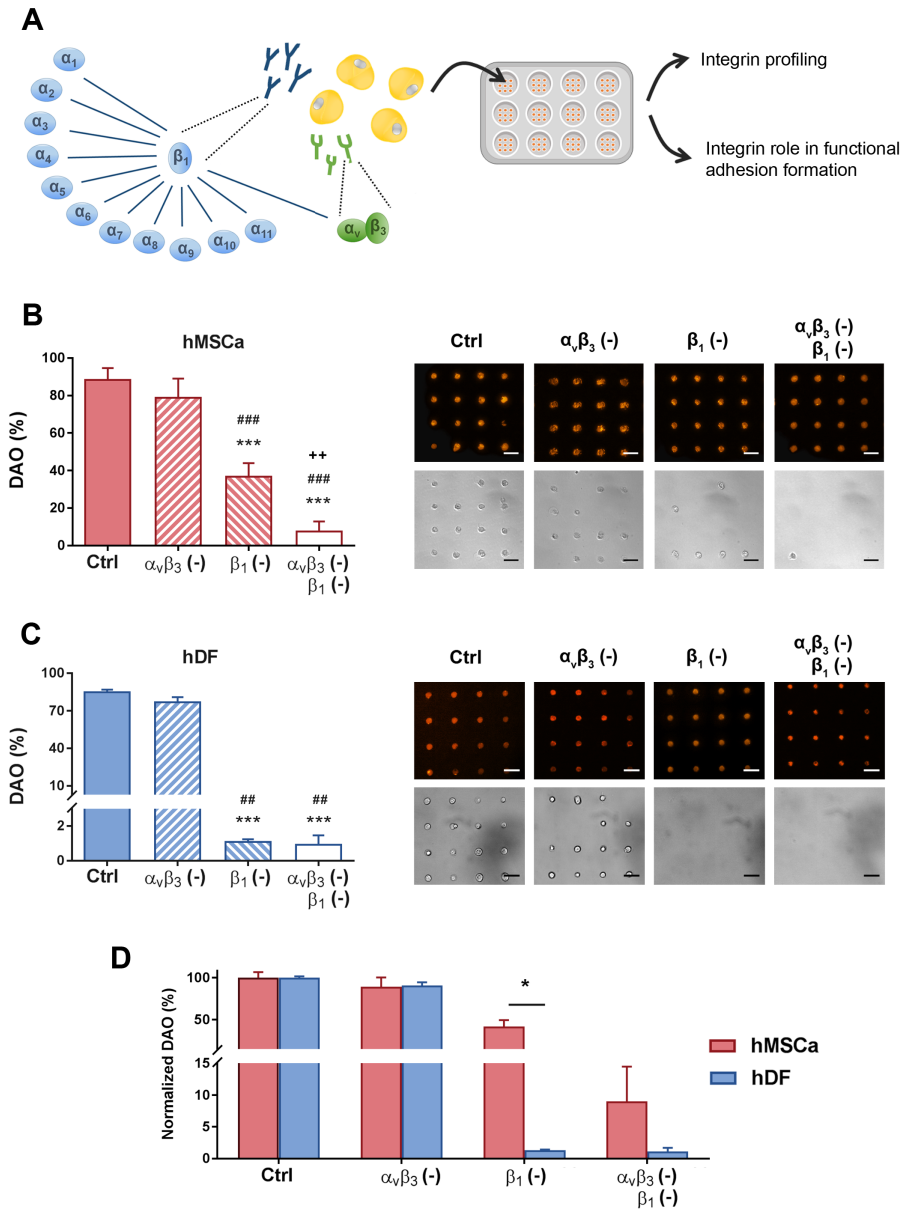 A
α1
α2
α3
α4
α5
α6
α7
α8
α9
α10
α11
β1
αv
β3
Integrin profiling
Integrin role in functional
adhesion formation
B
hMSCa
DAO (%)
100
80
60
40
20
0
###
***
++
###
***
Ctrl
αvβ3 (-)
β1 (-)
αvβ3 (-)
β1 (-)
Ctrl
αvβ3 (-)
β1 (-)
αvβ3 (-)
β1 (-)
C
hDF
DAO (%)
100
70
40
10
2
0
##
***
##
***
Ctrl
αvβ3 (-)
β1 (-)
αvβ3 (-)
β1 (-)
Ctrl
αvβ3 (-)
β1 (-)
αvβ3 (-)
β1 (-)
D
Normalized DAO (%)
100
50
15
10
5
0
*
hMSCa
hDF
Ctrl
αvβ3 (-)
β1 (-)
αvβ3 (-)
β1 (-)